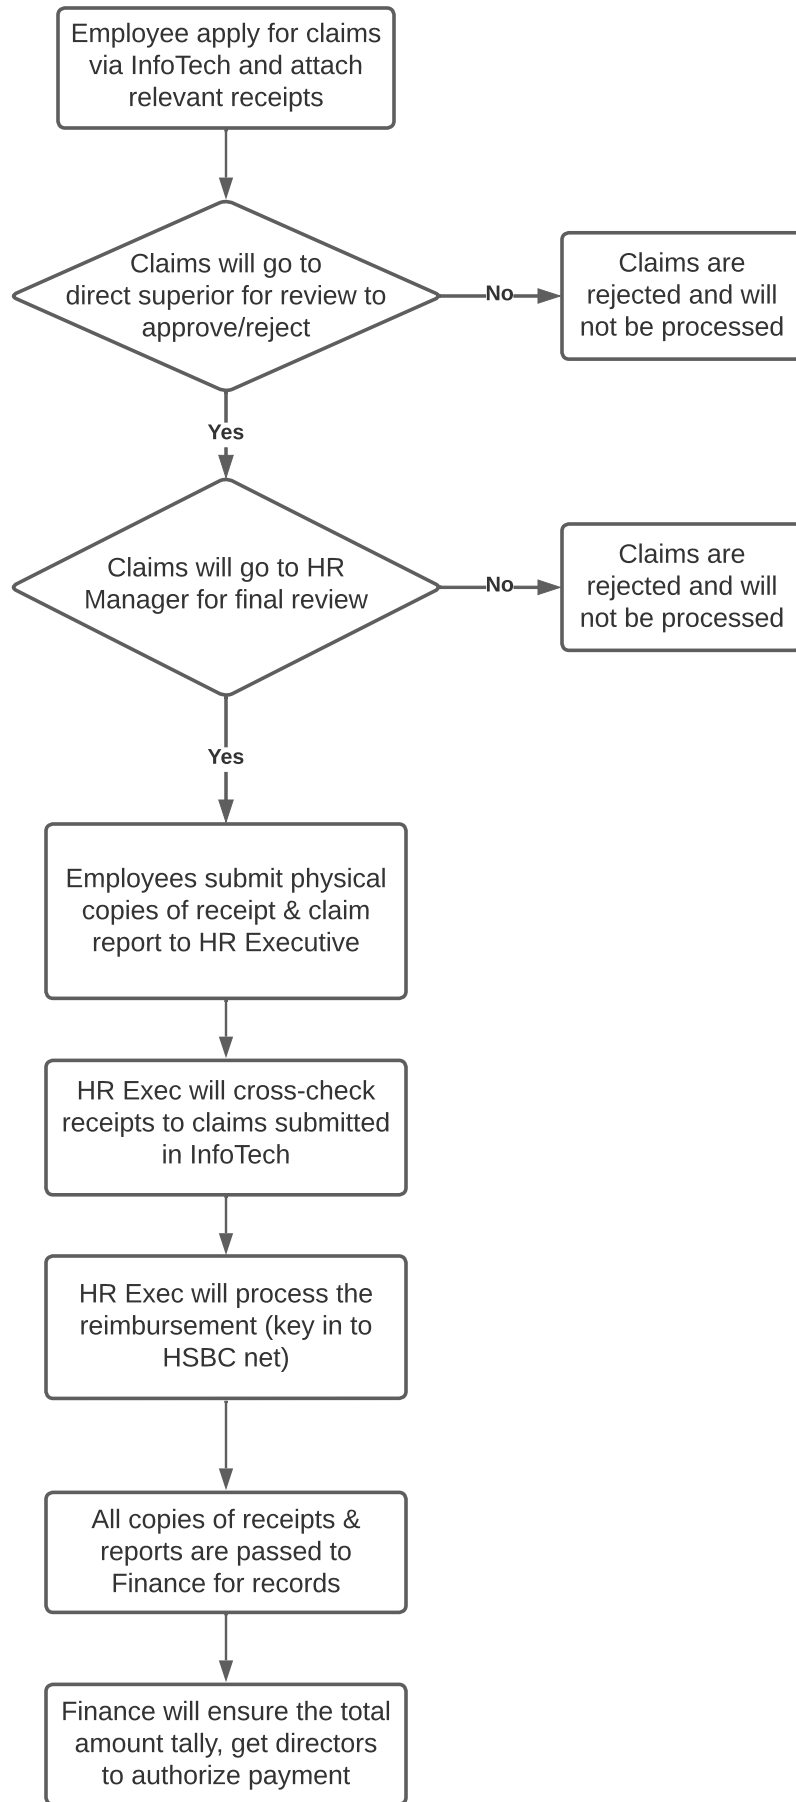 Employee apply for claims
via InfoTech and attach
relevant receipts
Claims will go to
direct superior for review to
approve/reject
No
Claims are
rejected and will
not be processed
Yes
Claims will go to HR
Manager for final review
No
Claims are
rejected and will
not be processed
Yes
Employees submit physical
copies of receipt & claim
report to HR Executive
HR Exec will cross-check
receipts to claims submitted
in InfoTech
HR Exec will process the
reimbursement (key in to
HSBC net)
All copies of receipts &
reports are passed to
Finance for records
Finance will ensure the total
amount tally, get directors
to authorize payment